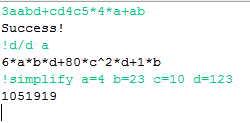 3aabd+cd4c5*4*a+ab
Success!
!d/d a
6*a*b*d+80*c^2*d+1*b
!simplify a=4 b=23 c=10 d=123
1051919